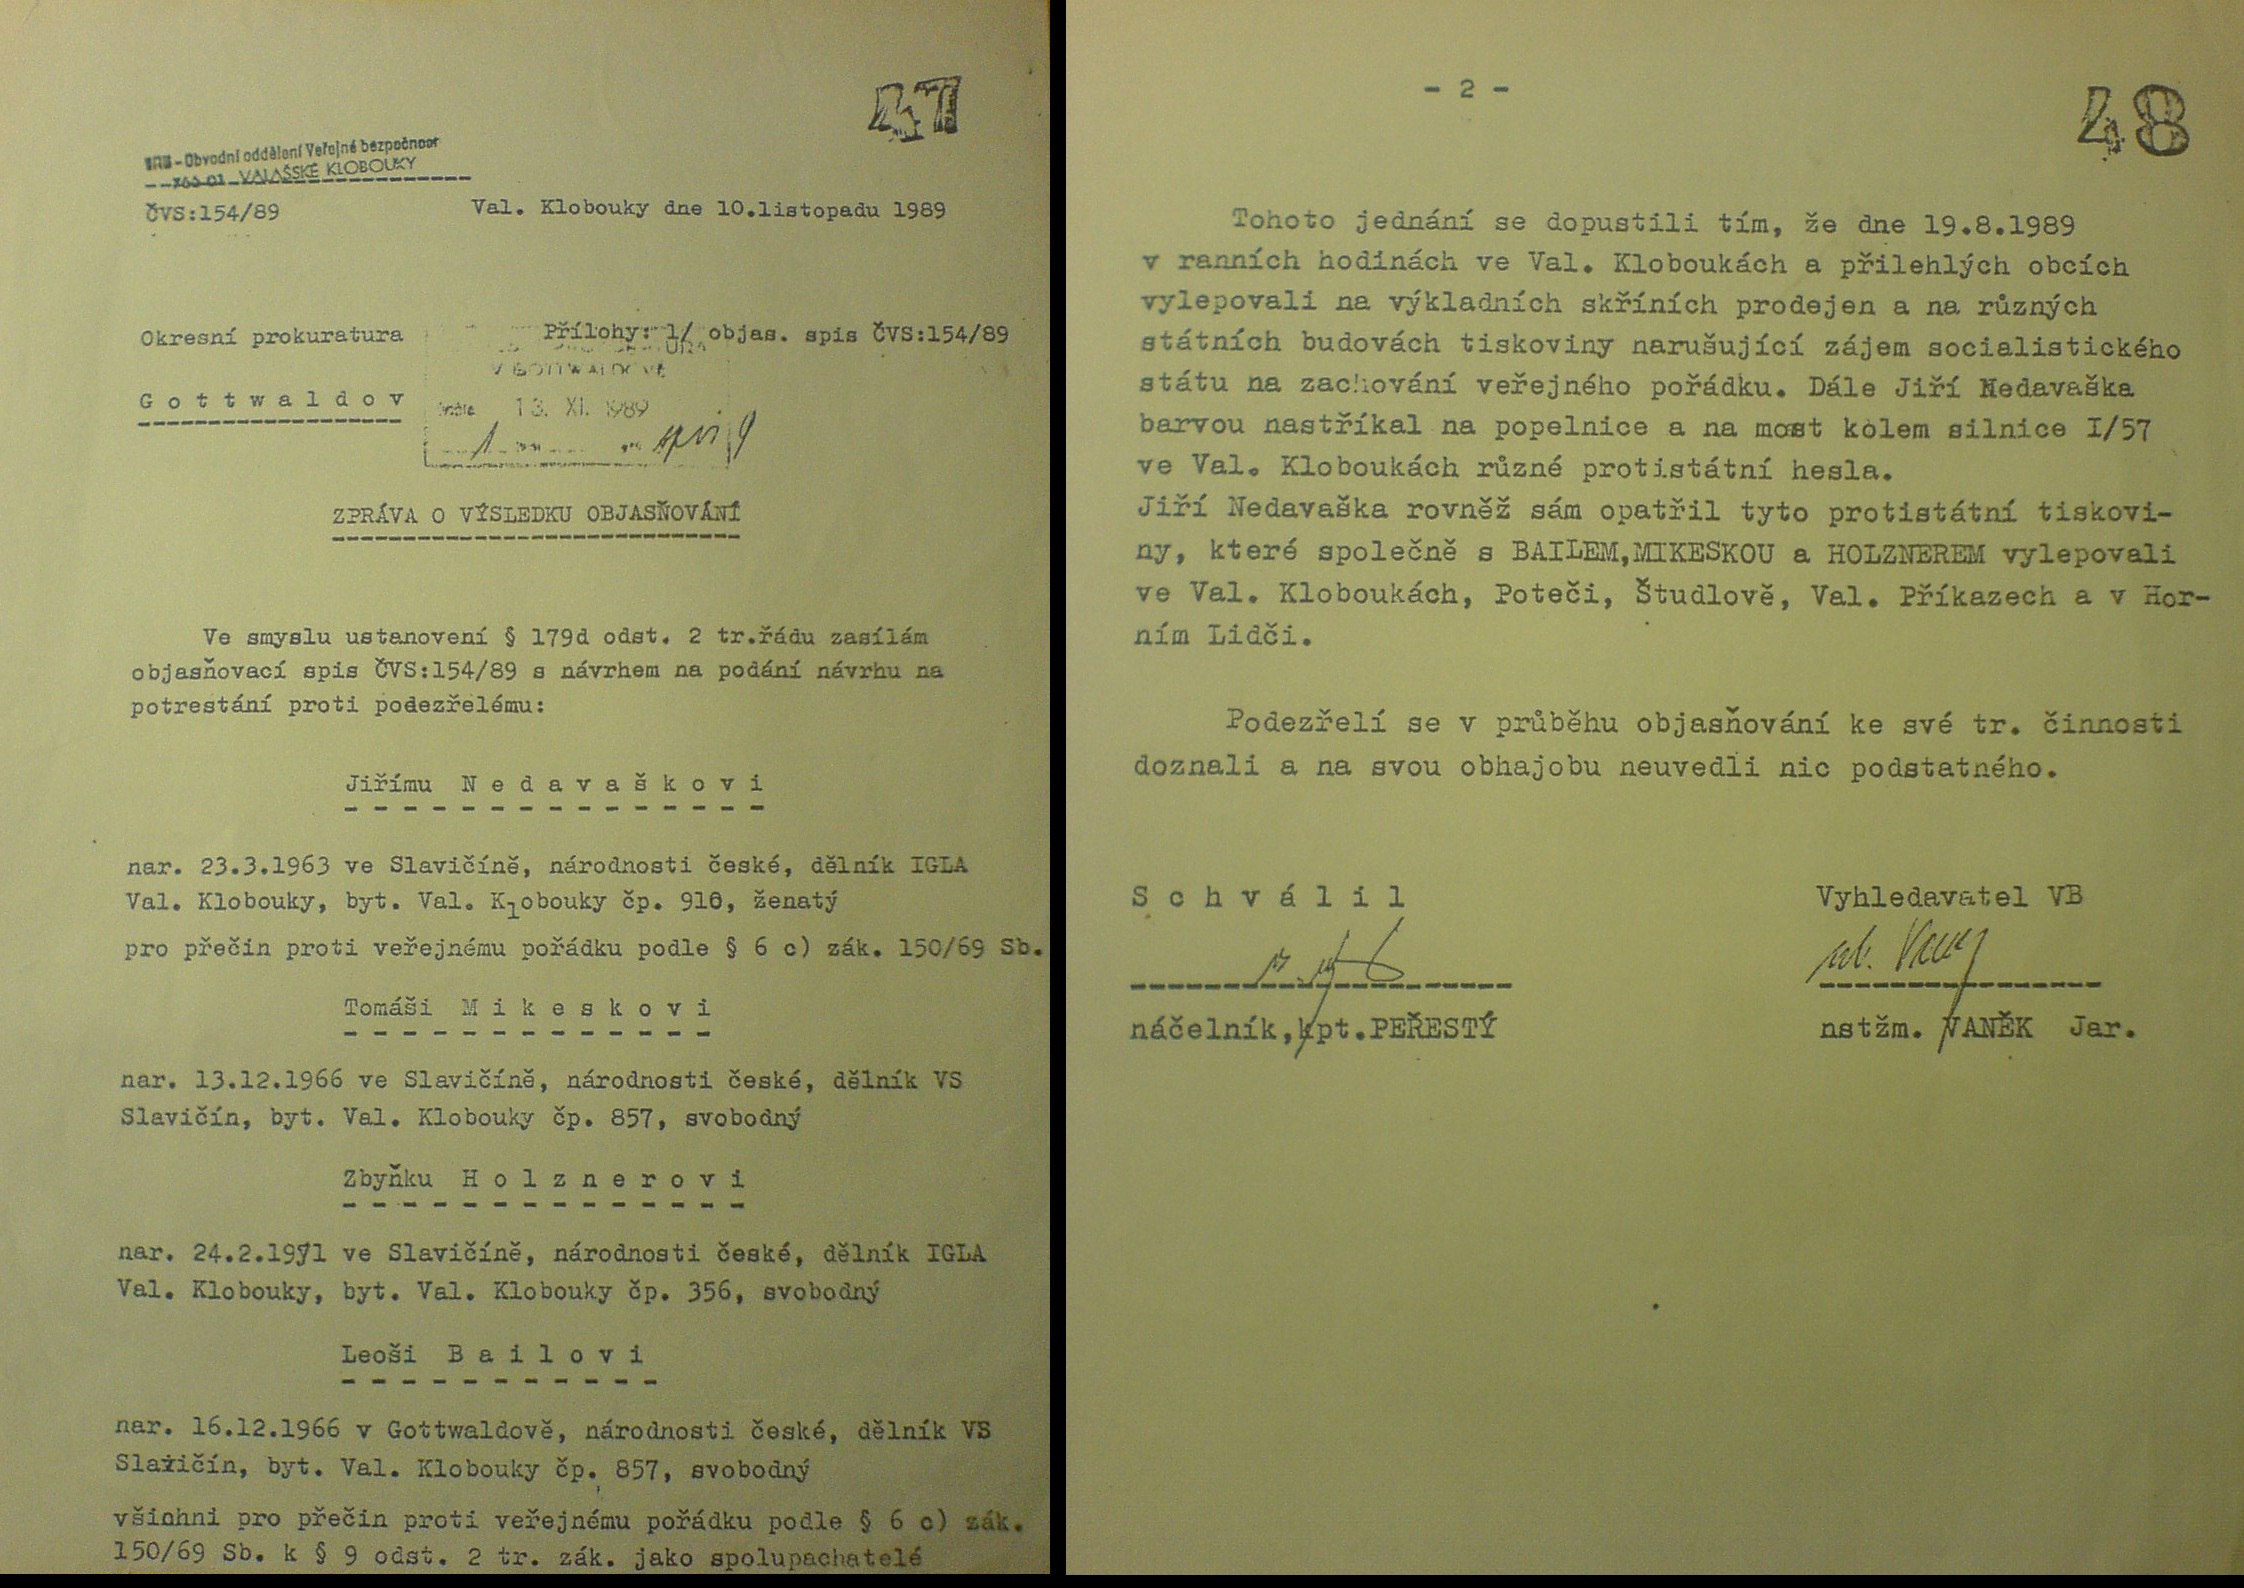 47
SNB - Obvodní oddělení Veřejné bezpečnosti
766 01 VALAŠSKÉ KLOBOUKY
ČVS:154/89
Val. Klobouky dne 10.listopadu 1989
Okresní prokuratura
Přílohy: 1/ objas. spis ČVS:154/89
V GOTTWALDOVĚ
G o t t w a l d o v
13. XI. 1989
1 spis
ZPRÁVA O VÝSLEDKU OBJASŇOVÁNÍ
Ve smyslu ustanovení § 179d odst. 2 tr.řádu zasílám
objasňovací spis ČVS:154/89 s návrhem na podání návrhu na
potrestání proti podezřelému:
Jiřímu N e d a v a š k o v i
nar. 23.3.1963 ve Slavičíně, národnosti české, dělník IGLA
Val. Klobouky, byt. Val. Klobouky čp. 910, ženatý
pro přečin proti veřejnému pořádku podle § 6 c) zák. 150/69 Sb.
Tomáši M i k e s k o v i
nar. 13.12.1966 ve Slavičíně, národnosti české, dělník VS
Slavičín, byt. Val. Klobouky čp. 857, svobodný
Zbyňku H o l z n e r o v i
nar. 24.2.1971 ve Slavičíně, národnosti české, dělník IGLA
Val. Klobouky, byt. Val. Klobouky čp. 356, svobodný
Leoši B a i l o v i
nar. 16.12.1966 v Gottwaldově, národnosti české, dělník VS
Slavičín, byt. Val. Klobouky čp. 857, svobodný
všichni pro přečin proti veřejnému pořádku podle § 6 c) zák.
150/69 Sb. k § 9 odst. 2 tr. zák. jako spolupachatelé
- 2 -
48
Tohoto jednání se dopustili tím, že dne 19.8.1989
v ranních hodinách ve Val. Kloboukách a přilehlých obcích
vylepovali na výkladních skříních prodejen a na různých
státních budovách tiskoviny narušující zájem socialistického
státu na zachování veřejného pořádku. Dále Jiří Nedavaška
barvou nastříkal na popelnice a na most kolem silnice I/57
ve Val. Kloboukách různé protistátní hesla.
Jiří Nedavaška rovněž sám opatřil tyto protistátní tiskovi-
ny, které společně s BAILEM,MIKESKOU a HOLZNEREM vylepovali
ve Val. Kloboukách, Poteči, Študlově, Val. Příkazech a v Hor-
ním Lidči.
Podezřelí se v průběhu objasňování ke své tr. činnosti
doznali a na svou obhajobu neuvedli nic podstatného.
S c h v á l i l
Vyhledavatel VB
náčelník,kpt.PEŘESTÝ
nstžm. VANĚK Jar.